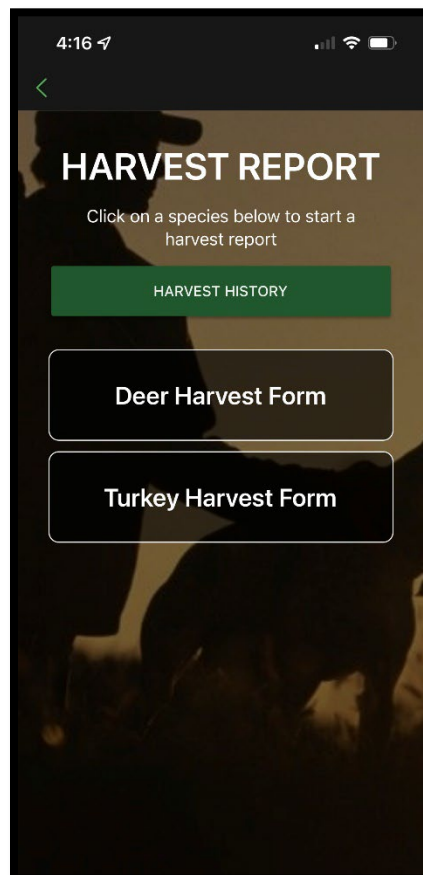 4:16
HARVEST REPORT
Click on a species below to start a
harvest report
HARVEST HISTORY
Deer Harvest Form
Turkey Harvest Form